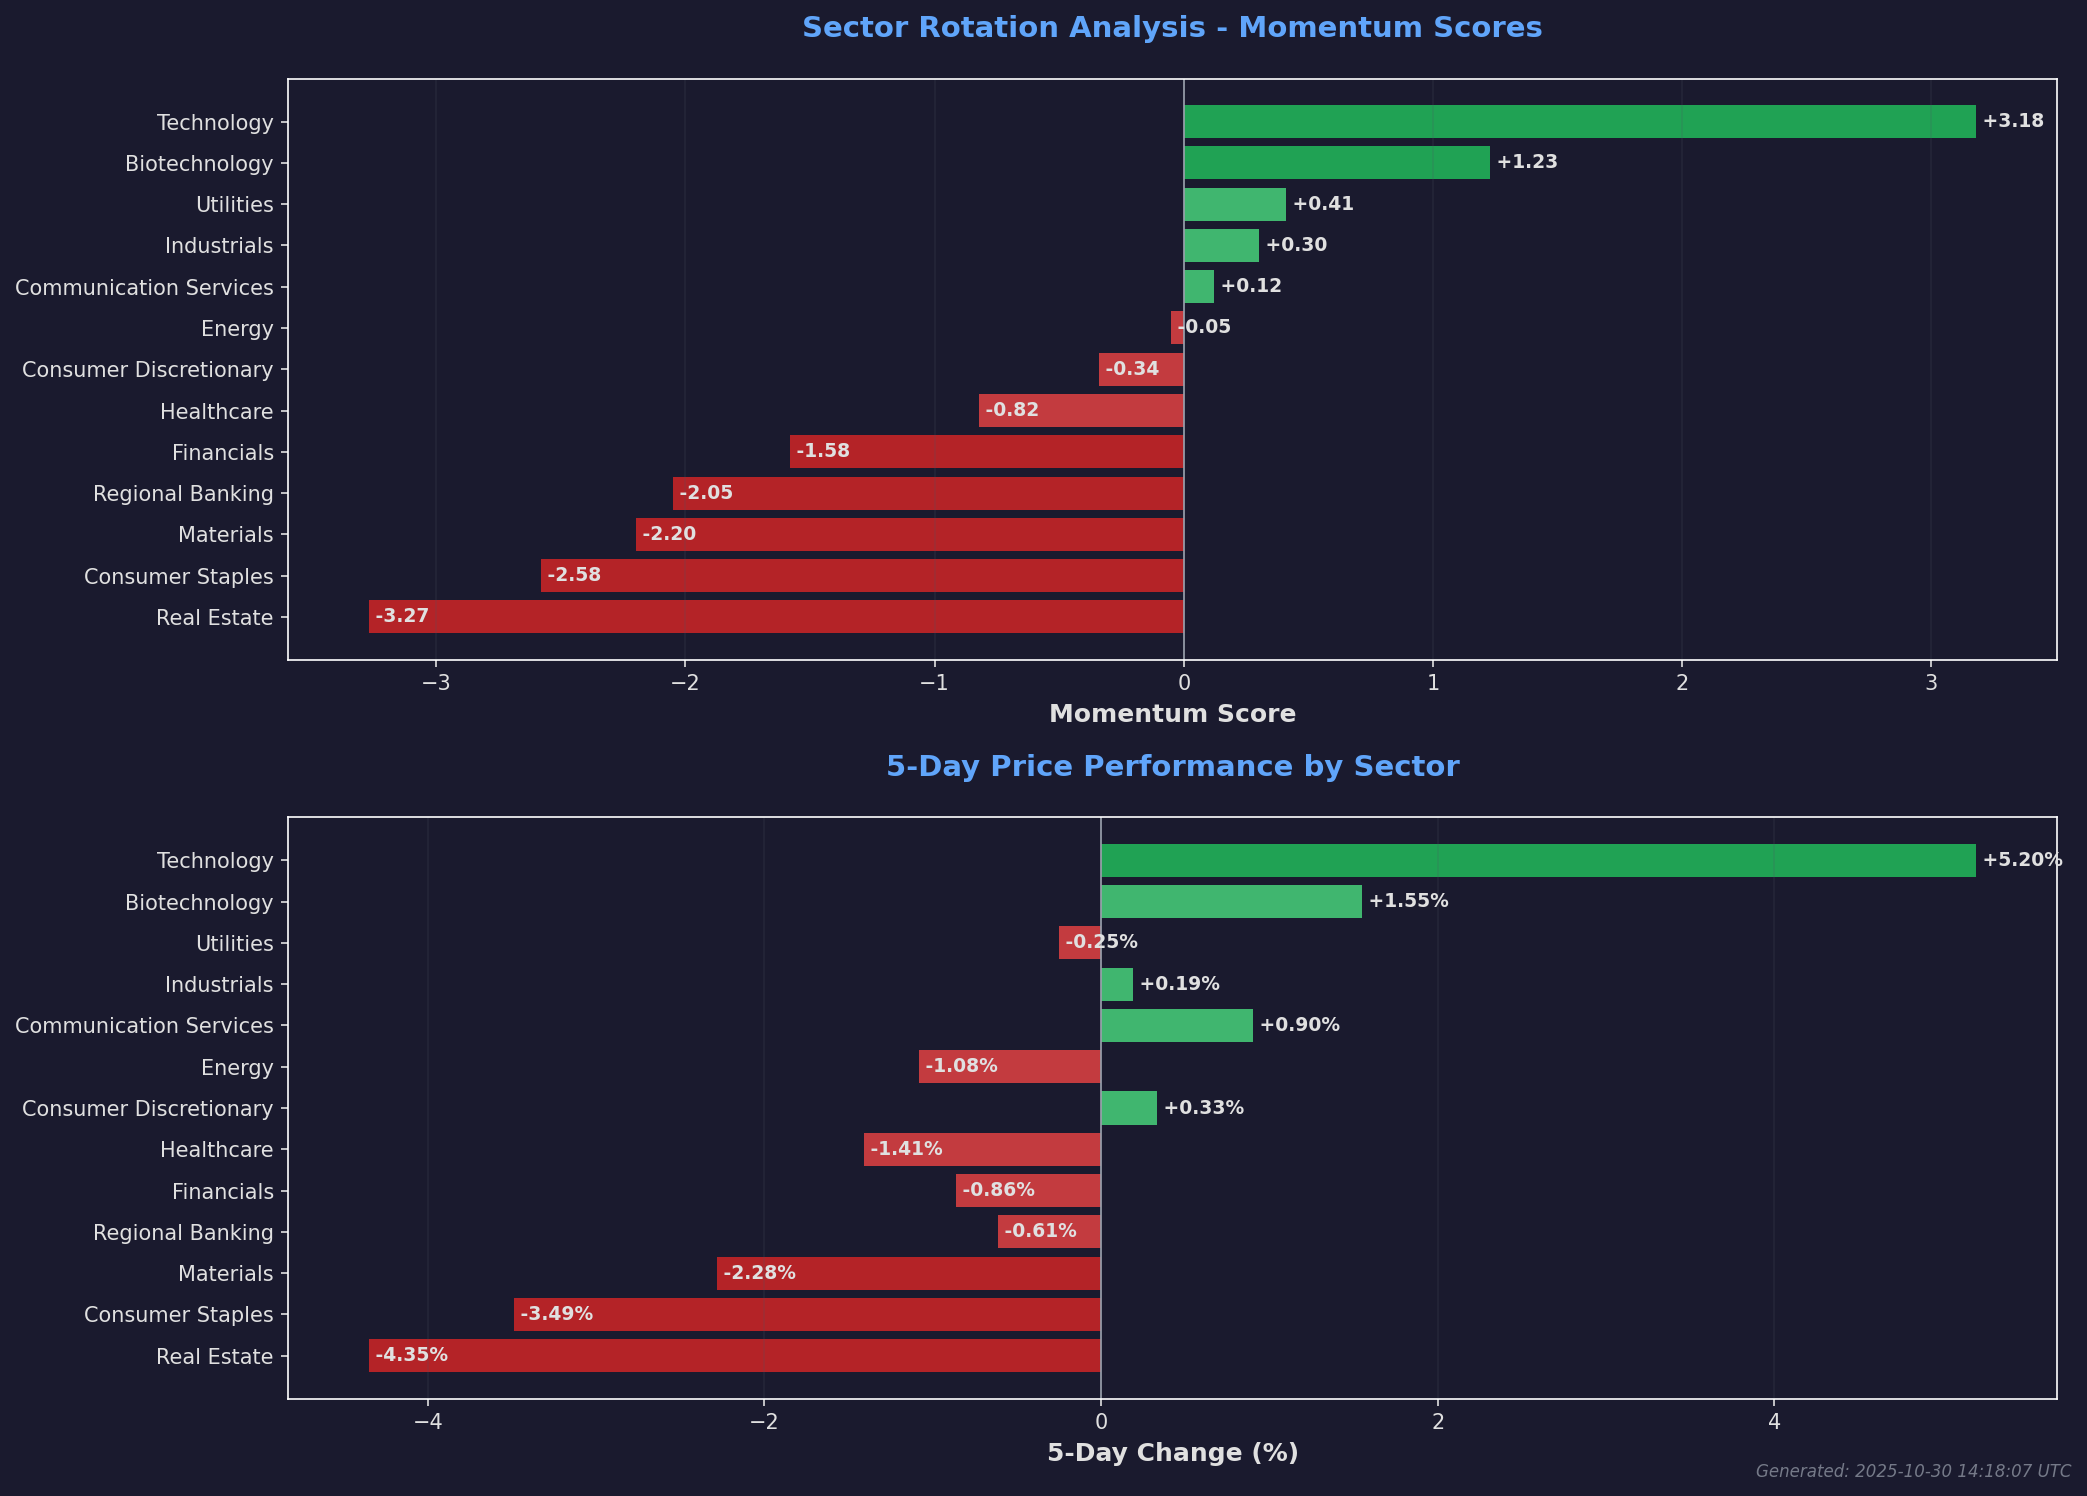 Sector Rotation Analysis - Momentum Scores
Technology +3.18
Biotechnology +1.23
Utilities +0.41
Industrials +0.30
Communication Services +0.12
Energy -0.05
Consumer Discretionary -0.34
Healthcare -0.82
Financials -1.58
Regional Banking -2.05
Materials -2.20
Consumer Staples -2.58
Real Estate -3.27
−3 −2 −1 0 1 2 3
Momentum Score
5-Day Price Performance by Sector
Technology +5.20%
Biotechnology +1.55%
Utilities -0.25%
Industrials +0.19%
Communication Services +0.90%
Energy -1.08%
Consumer Discretionary +0.33%
Healthcare -1.41%
Financials -0.86%
Regional Banking -0.61%
Materials -2.28%
Consumer Staples -3.49%
Real Estate -4.35%
−4 −2 0 2 4
5-Day Change (%)
Generated: 2025-10-30 14:18:07 UTC